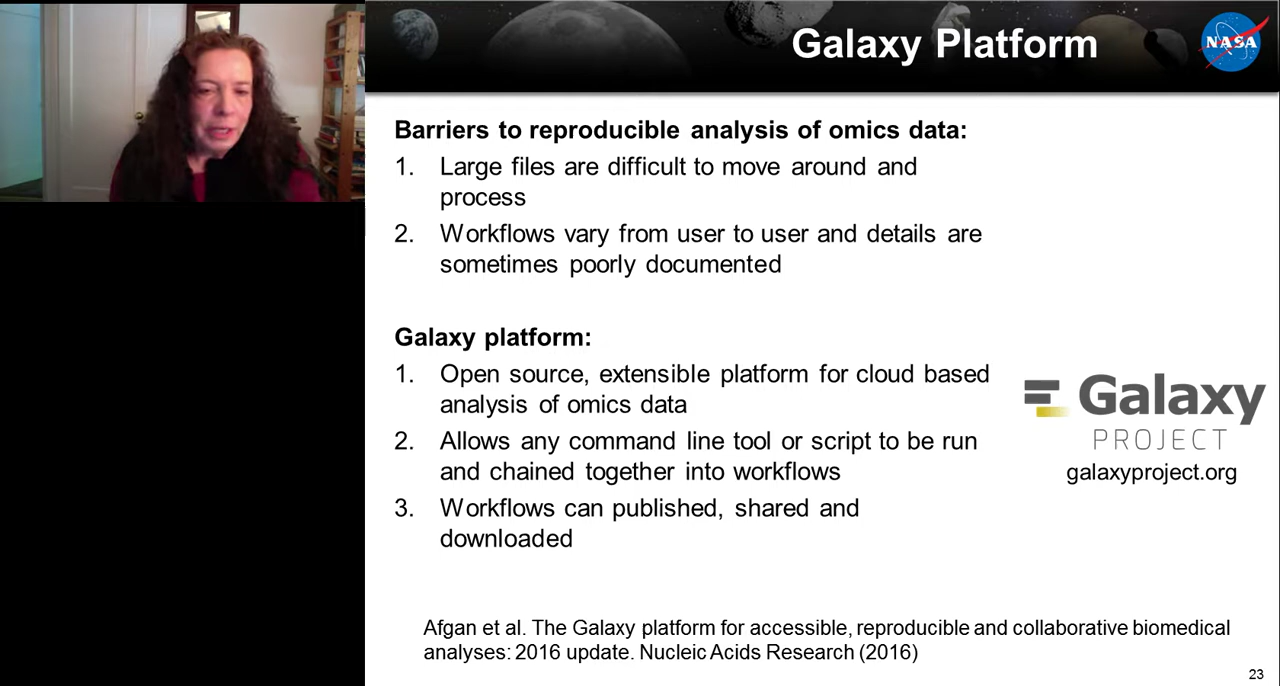 Galaxy Platform
NASA
Barriers to reproducible analysis of omics data:
1. Large files are difficult to move around and
process
2. Workflows vary from user to user and details are
sometimes poorly documented
Galaxy platform:
1. Open source, extensible platform for cloud based
analysis of omics data
2. Allows any command line tool or script to be run
and chained together into workflows
3. Workflows can published, shared and
downloaded
Galaxy
PROJECT
galaxyproject.org
Afgan et al. The Galaxy platform for accessible, reproducible and collaborative biomedical
analyses: 2016 update. Nucleic Acids Research (2016)
23